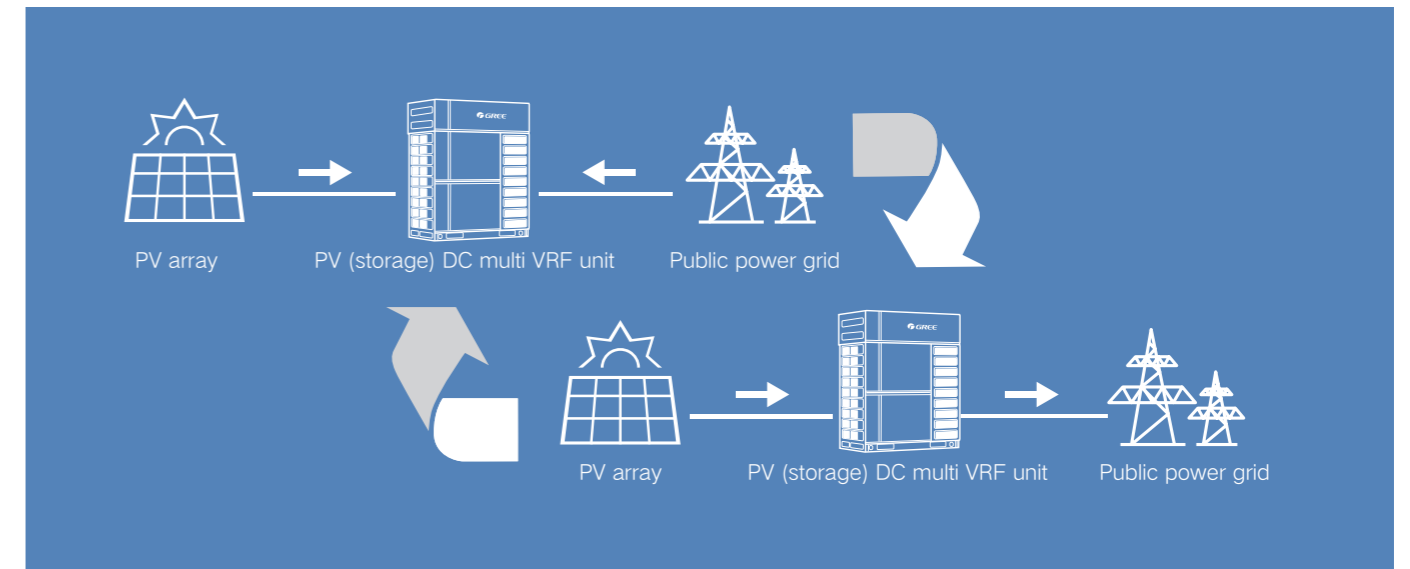 GREE
PV array
PV (storage) DC multi VRF unit
Public power grid
GREE
PV array
PV (storage) DC multi VRF unit
Public power grid